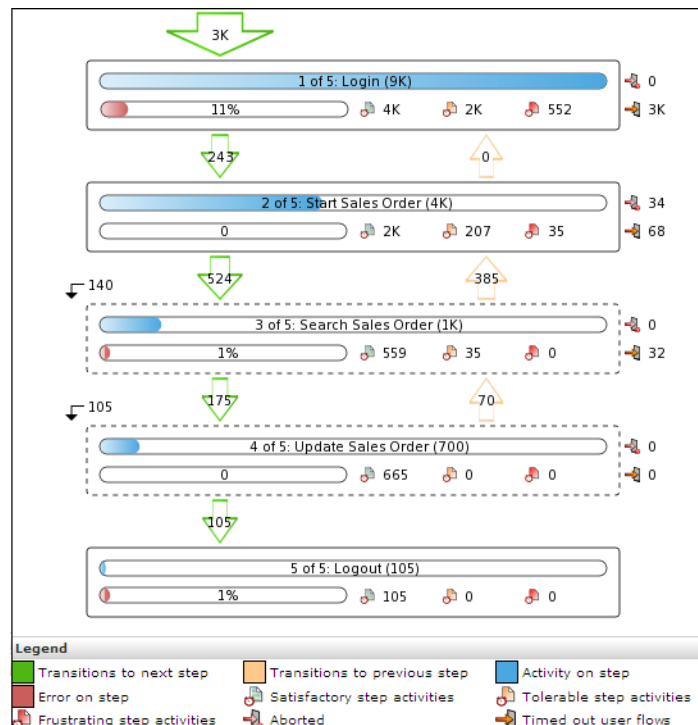 3K
1 of 5: Login (9K)
0
11%
4K
2K
552
3K
243
0
2 of 5: Start Sales Order (4K)
34
0
2K
207
35
68
524
385
140
3 of 5: Search Sales Order (1K)
0
1%
559
35
0
32
175
70
105
4 of 5: Update Sales Order (700)
0
0
665
0
0
0
105
5 of 5: Logout (105)
1%
105
0
0
Legend
Transitions to next step
Transitions to previous step
Activity on step
Error on step
Satisfactory step activities
Tolerable step activities
Frustrating step activities
Aborted
Timed out user flows